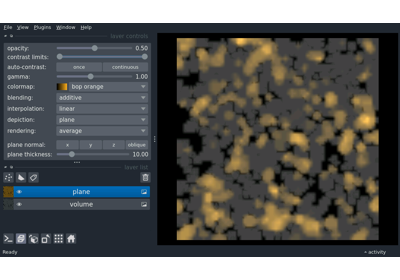 File View Plugins Window Help
layer controls
opacity: 0.50
contrast limits:
auto-contrast: once continuous
gamma: 1.00
colormap: bop orange
blending: additive
interpolation: linear
depiction: plane
rendering: average
plane normal: x y z oblique
plane thickness: 10.00
layer list
plane
volume
Ready activity